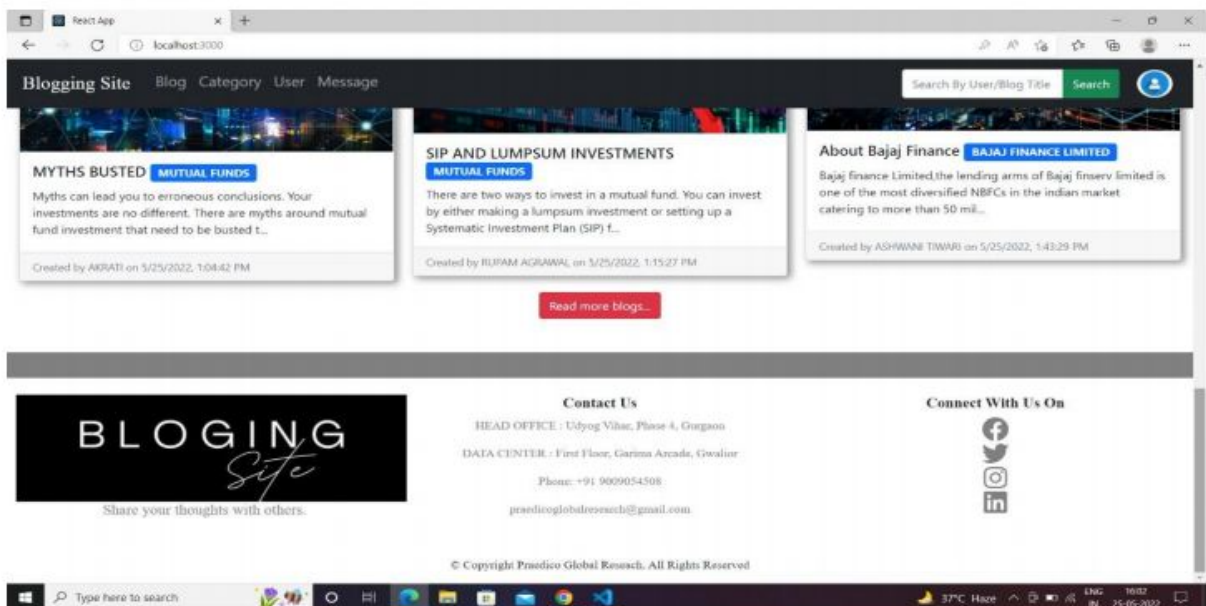 React App
localhost:3000
Blogging Site Blog Category User Message
Search By User/Blog Title Search
MYTHS BUSTED MUTUAL FUNDS
Myths can lead you to erroneous conclusions. Your
investments are no different. There are myths around mutual
fund investment that need to be busted t...
Created by AKRATI on 5/25/2022, 1:04:42 PM
SIP AND LUMPSUM INVESTMENTS
MUTUAL FUNDS
There are two ways to invest in a mutual fund. You can invest
by either making a lumpsum investment or setting up a
Systematic Investment Plan (SIP) f...
Created by RUPAM AGRAWAL on 5/25/2022, 1:15:27 PM
About Bajaj Finance BAJAJ FINANCE LIMITED
Bajaj finance Limited,the lending arms of Bajaj finserv limited is
one of the most diversified NBFCs in the indian market
catering to more than 50 mil...
Created by ASHWANI TIWARI on 5/25/2022, 1:43:29 PM
Read more blogs...
BLOGING
Site
Share your thoughts with others.
Contact Us
HEAD OFFICE : Udyog Vihar, Phase 4, Gurgaon
DATA CENTER : First Floor, Garima Arcade, Gwalior
Phone: +91 9009054508
praedicoglobalresearch@gmail.com
Connect With Us On
© Copyright Praedico Global Reseach. All Rights Reserved
Type here to search
37°C Haze
ENG
IN
16:02
25-05-2022